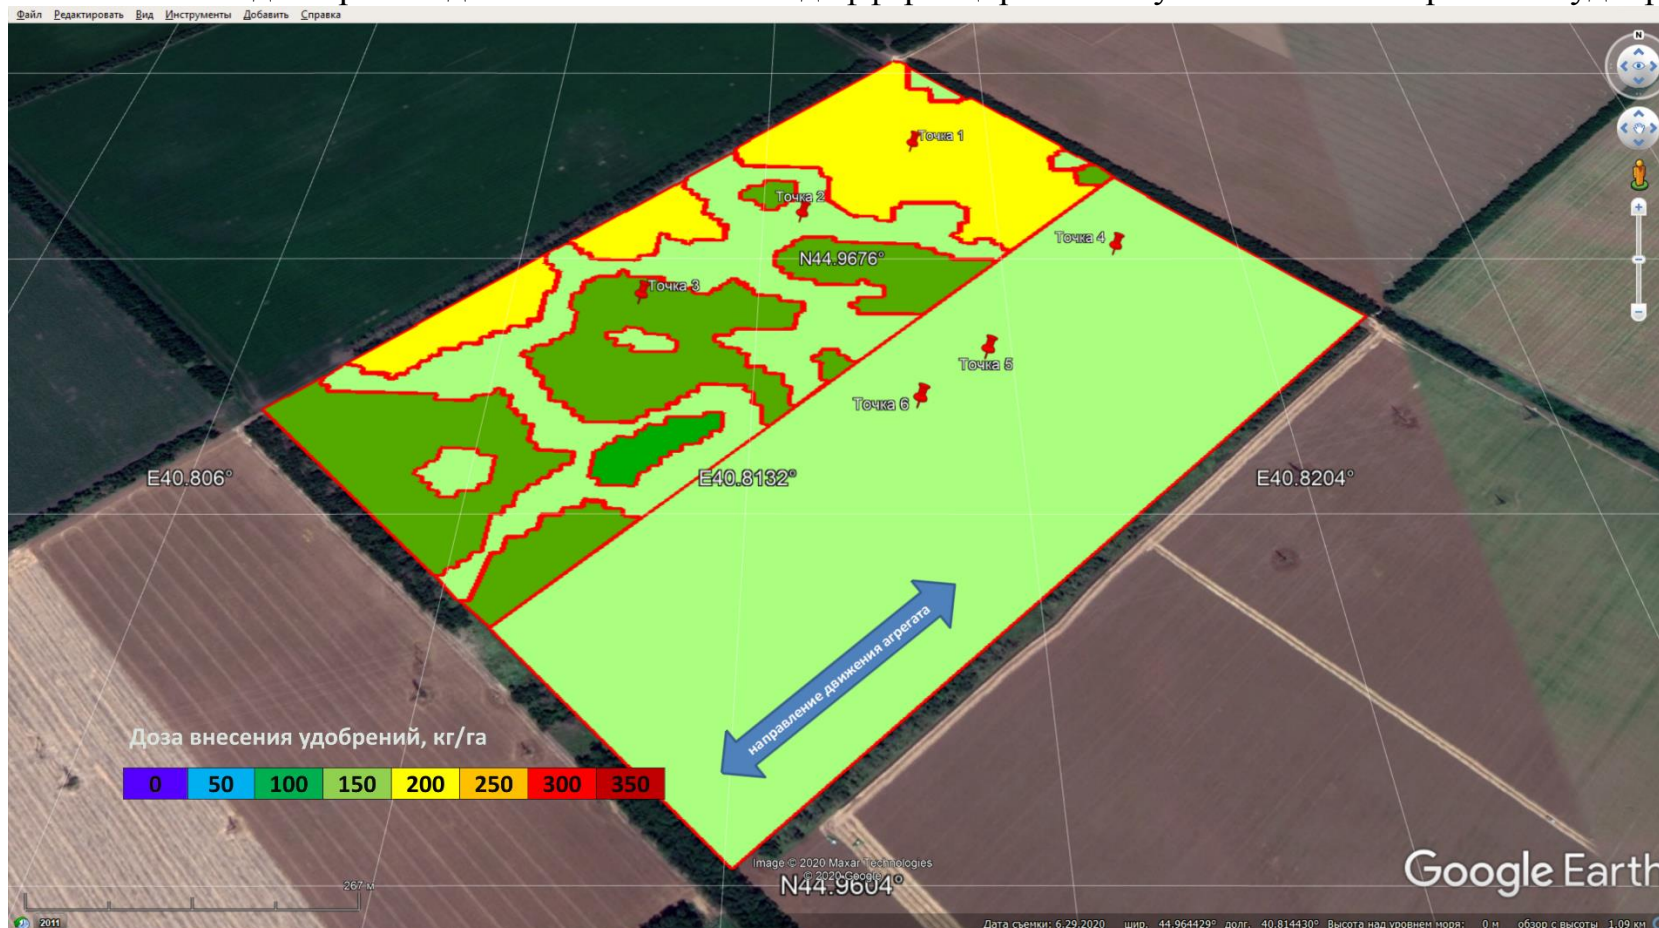 Файл Редактировать Вид Инструменты Добавить Справка
N
Точка 1
Точка 2
Точка 4
N44.9676°
Точка 3
Точка 5
Точка 6
E40.806°
E40.8132°
E40.8204°
направление движения агрегата
Доза внесения удобрений, кг/га
0 50 100 150 200 250 300 350
Image © 2020 Maxar Technologies
© 2020 Google
N44.9604°
Google Earth
267 м
2011
Дата съемки: 6.29.2020 шир. 44.964429° долг. 40.814430° Высота над уровнем моря: 0 м обзор с высоты 1.09 км